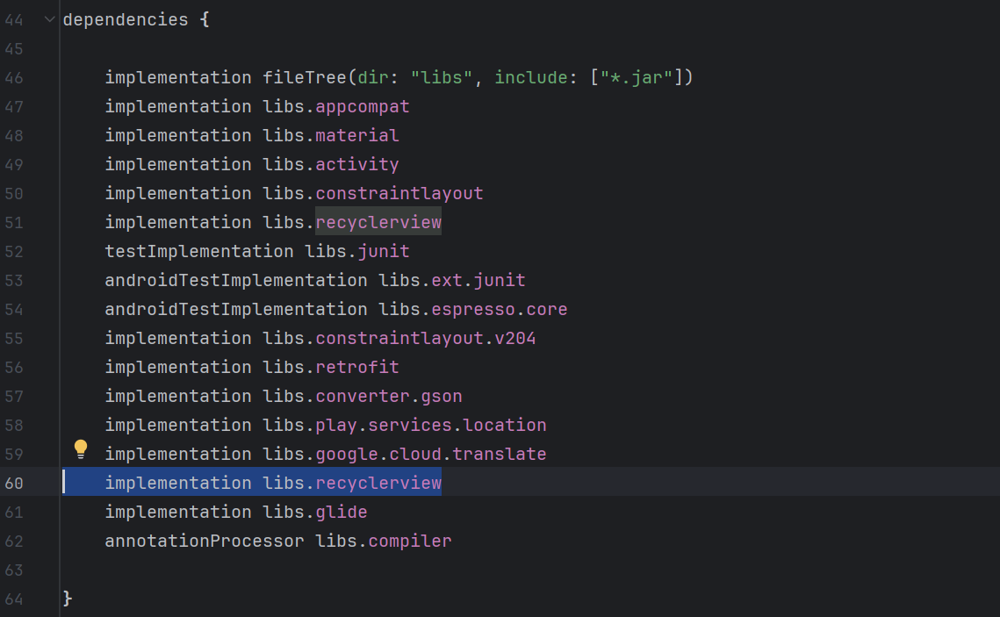 44 dependencies {
45
46 implementation fileTree(dir: "libs", include: ["*.jar"])
47 implementation libs.appcompat
48 implementation libs.material
49 implementation libs.activity
50 implementation libs.constraintlayout
51 implementation libs.recyclerview
52 testImplementation libs.junit
53 androidTestImplementation libs.ext.junit
54 androidTestImplementation libs.espresso.core
55 implementation libs.constraintlayout.v204
56 implementation libs.retrofit
57 implementation libs.converter.gson
58 implementation libs.play.services.location
59 implementation libs.google.cloud.translate
60 implementation libs.recyclerview
61 implementation libs.glide
62 annotationProcessor libs.compiler
63
64 }